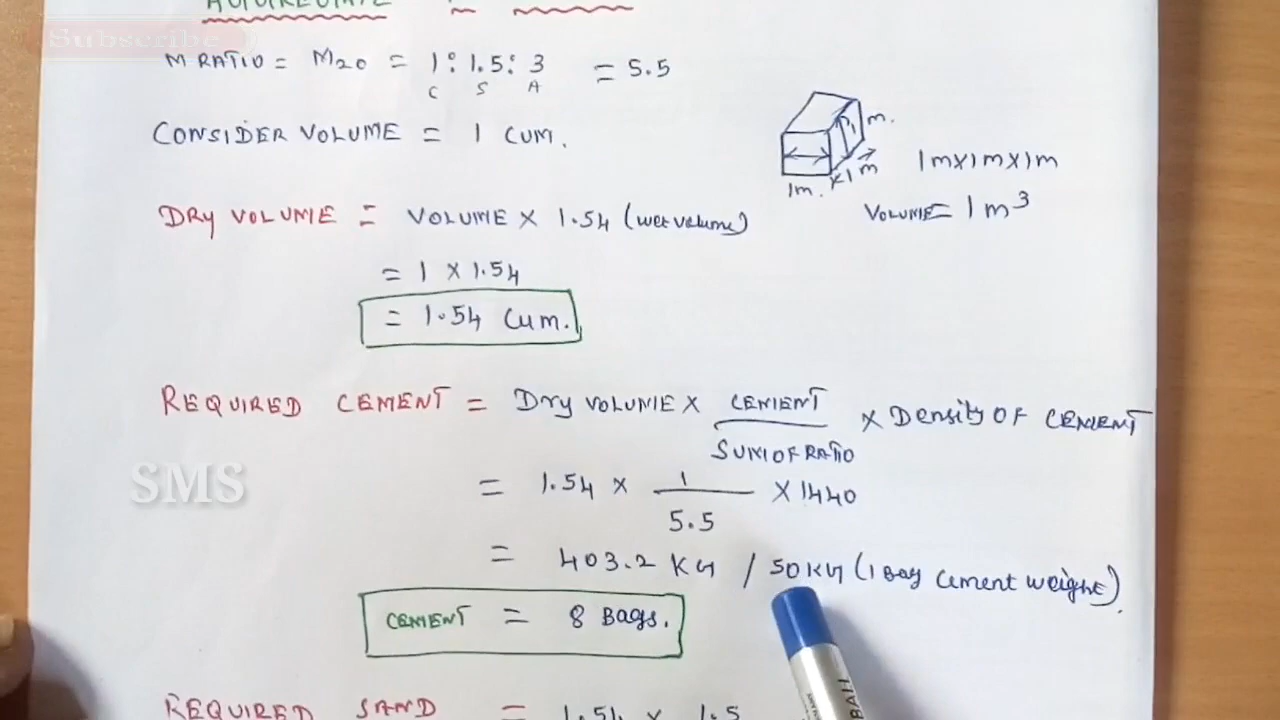 Subscribe
M RATIO = M20 = 1 : 1.5 : 3 = 5.5
C S A
CONSIDER VOLUME = 1 CUM.
1m.
1m x 1m
1m x 1m x 1m
VOLUME = 1 m³
DRY VOLUME = VOLUME x 1.54 (wet volume)
= 1 x 1.54
= 1.54 Cum.
REQUIRED CEMENT = Dry VOLUME x CEMENT / SUM OF RATIO x Density OF CEMENT
SMS
= 1.54 x 1 / 5.5 x 1440
= 403.2 KG / 50 KG (1 Bag cement weight).
CEMENT = 8 Bags.
REQUIRED SAND = 1.54 x 1.5
BALL